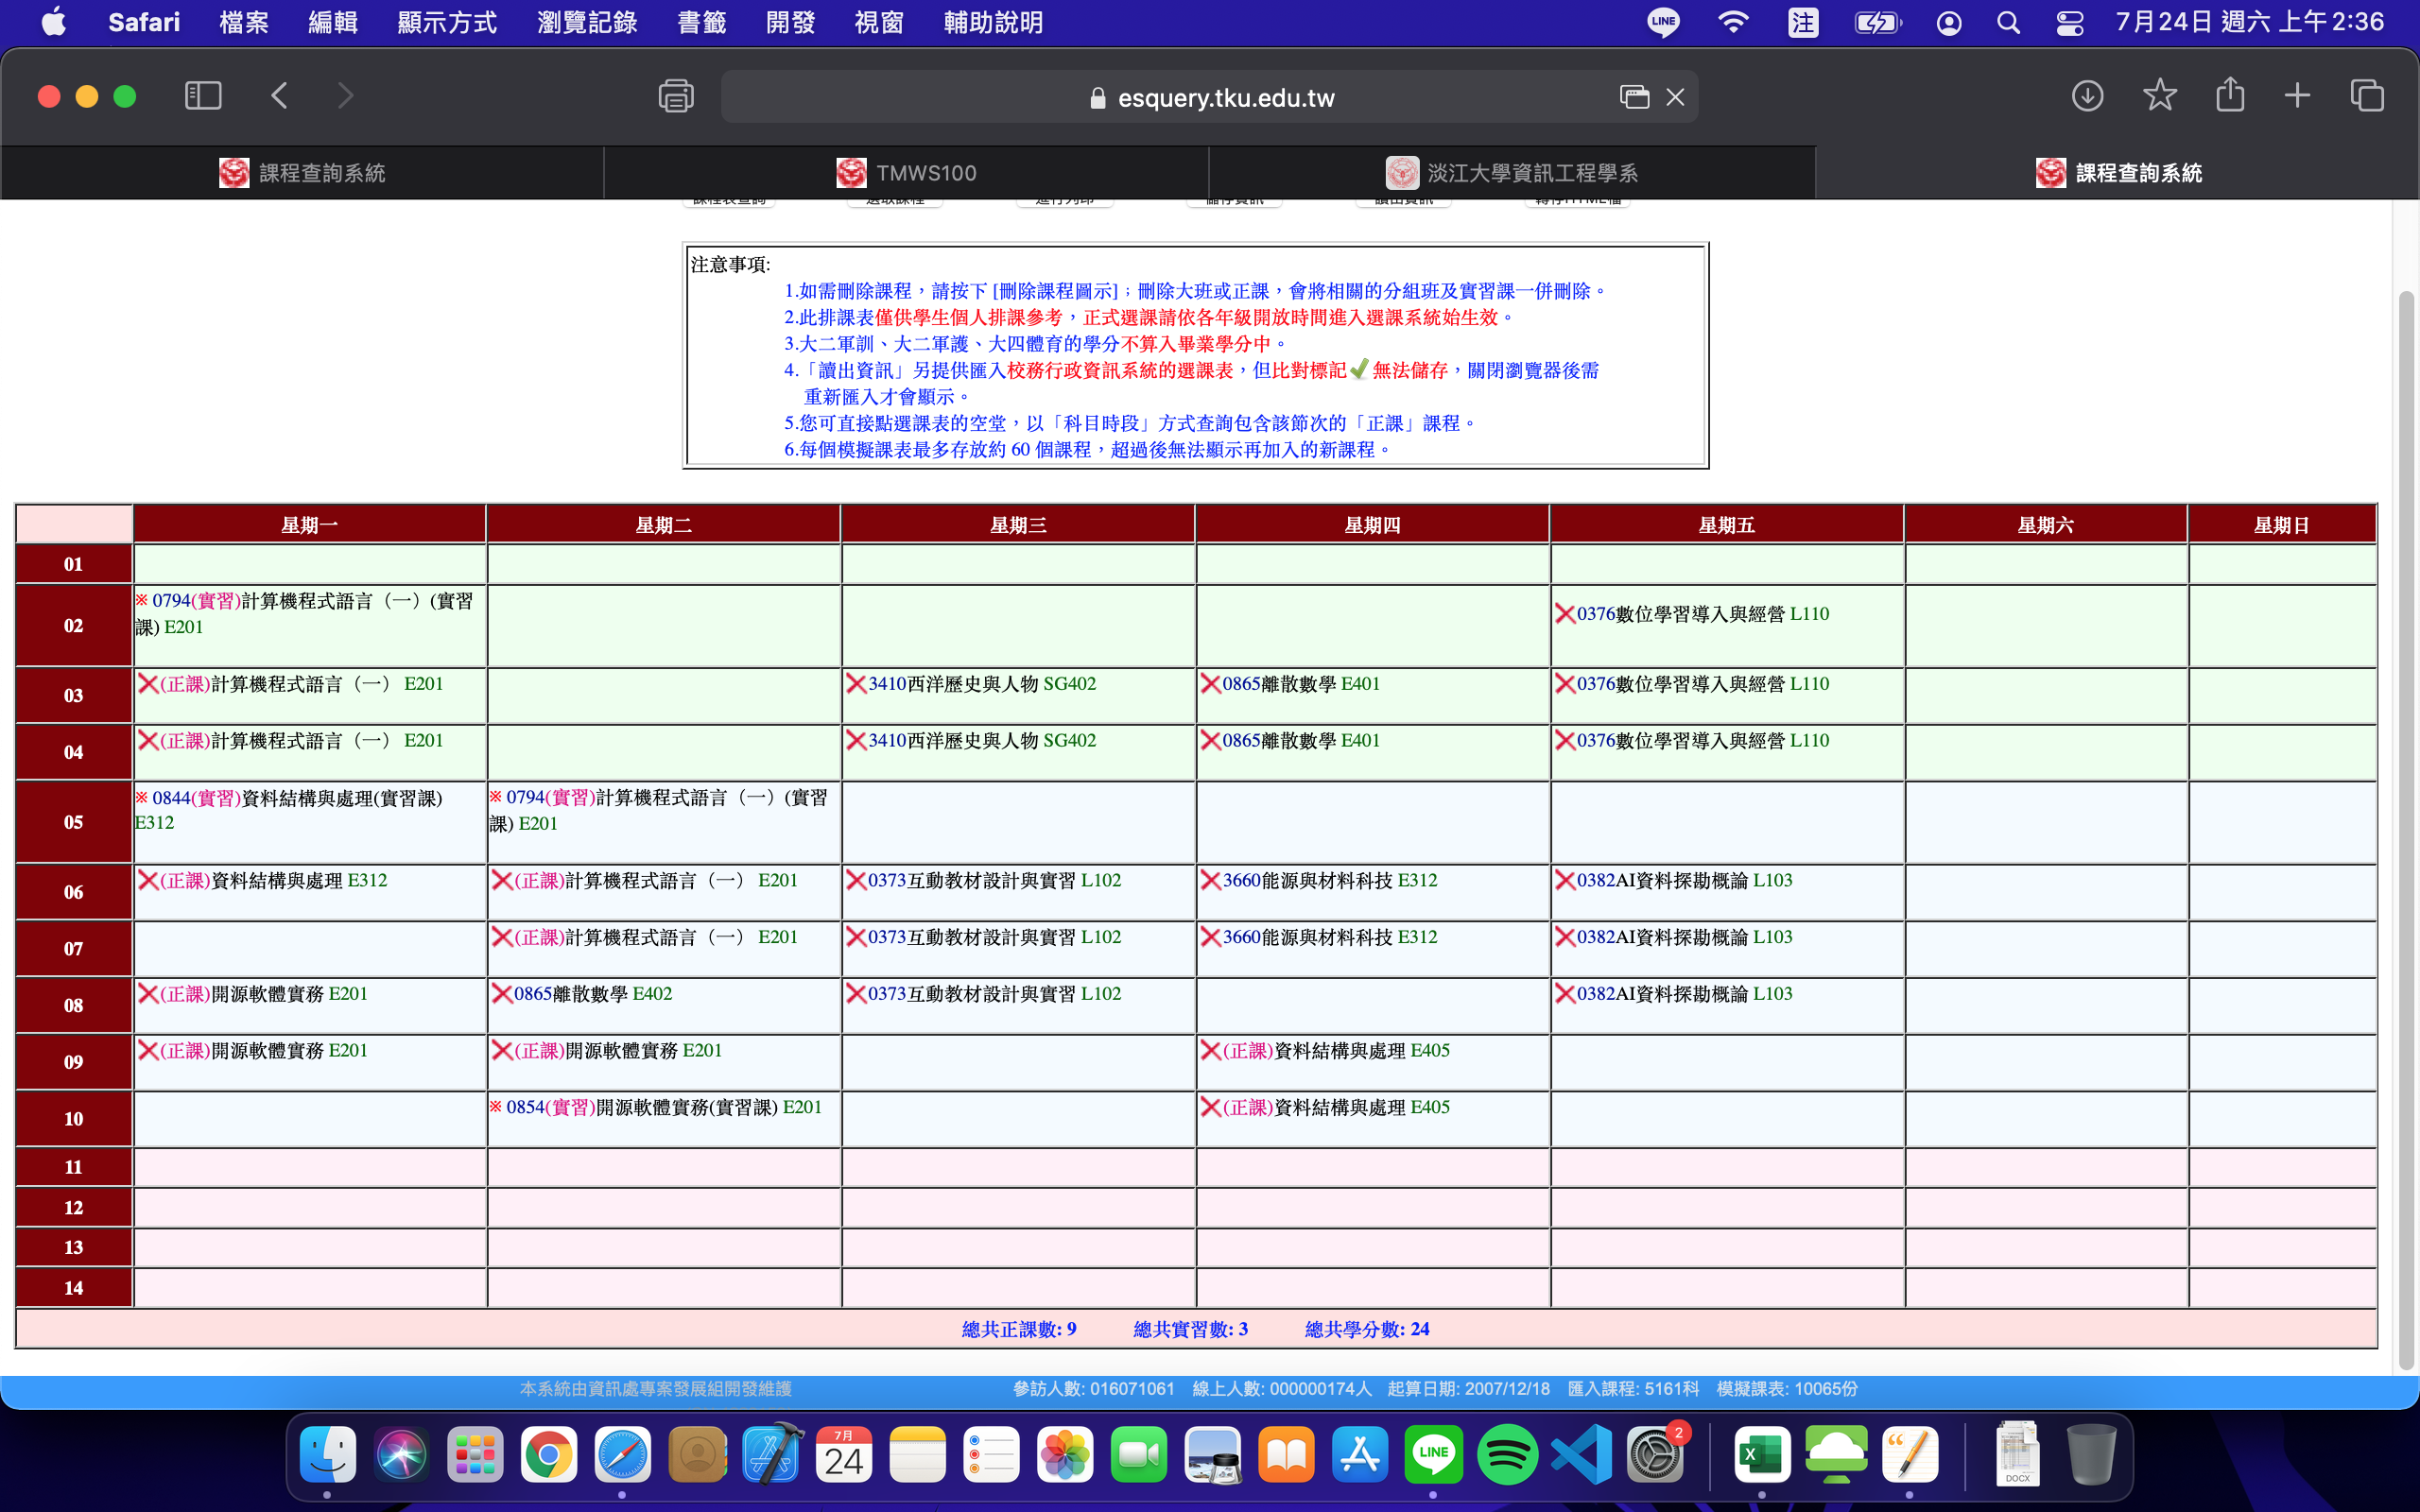 Safari 檔案 編輯 顯示方式 瀏覽記錄 書籤 開發 視窗 輔助說明 LINE 注 7月24日 週六 上午2:36
esquery.tku.edu.tw
課程查詢系統 TMWS100 淡江大學資訊工程學系 課程查詢系統
課程表查詢 選取課程 進行列印 儲存資訊 讀出資訊 轉存HTML檔
注意事項:
1.如需刪除課程，請按下 [刪除課程圖示]；刪除大班或正課，會將相關的分組班及實習課一併刪除。
2.此排課表僅供學生個人排課參考，正式選課請依各年級開放時間進入選課系統始生效。
3.大二軍訓、大二軍護、大四體育的學分不算入畢業學分中。
4.「讀出資訊」另提供匯入校務行政資訊系統的選課表，但比對標記✔無法儲存，關閉瀏覽器後需
重新匯入才會顯示。
5.您可直接點選課表的空堂，以「科目時段」方式查詢包含該節次的「正課」課程。
6.每個模擬課表最多存放約 60 個課程，超過後無法顯示再加入的新課程。
星期一 星期二 星期三 星期四 星期五 星期六 星期日
01
02 ※ 0794(實習)計算機程式語言（一）(實習
課) E201 0376數位學習導入與經營 L110
03 (正課)計算機程式語言（一） E201 3410西洋歷史與人物 SG402 0865離散數學 E401 0376數位學習導入與經營 L110
04 (正課)計算機程式語言（一） E201 3410西洋歷史與人物 SG402 0865離散數學 E401 0376數位學習導入與經營 L110
05 ※ 0844(實習)資料結構與處理(實習課) ※ 0794(實習)計算機程式語言（一）(實習
E312 課) E201
06 (正課)資料結構與處理 E312 (正課)計算機程式語言（一） E201 0373互動教材設計與實習 L102 3660能源與材料科技 E312 0382AI資料探勘概論 L103
07 (正課)計算機程式語言（一） E201 0373互動教材設計與實習 L102 3660能源與材料科技 E312 0382AI資料探勘概論 L103
08 (正課)開源軟體實務 E201 0865離散數學 E402 0373互動教材設計與實習 L102 0382AI資料探勘概論 L103
09 (正課)開源軟體實務 E201 (正課)開源軟體實務 E201 (正課)資料結構與處理 E405
10 ※ 0854(實習)開源軟體實務(實習課) E201 (正課)資料結構與處理 E405
11
12
13
14
總共正課數: 9 總共實習數: 3 總共學分數: 24
本系統由資訊處專案發展組開發維護 參訪人數: 016071061 線上人數: 000000174人 起算日期: 2007/12/18 匯入課程: 5161科 模擬課表: 10065份
7月 24 LINE 2 X DOCX